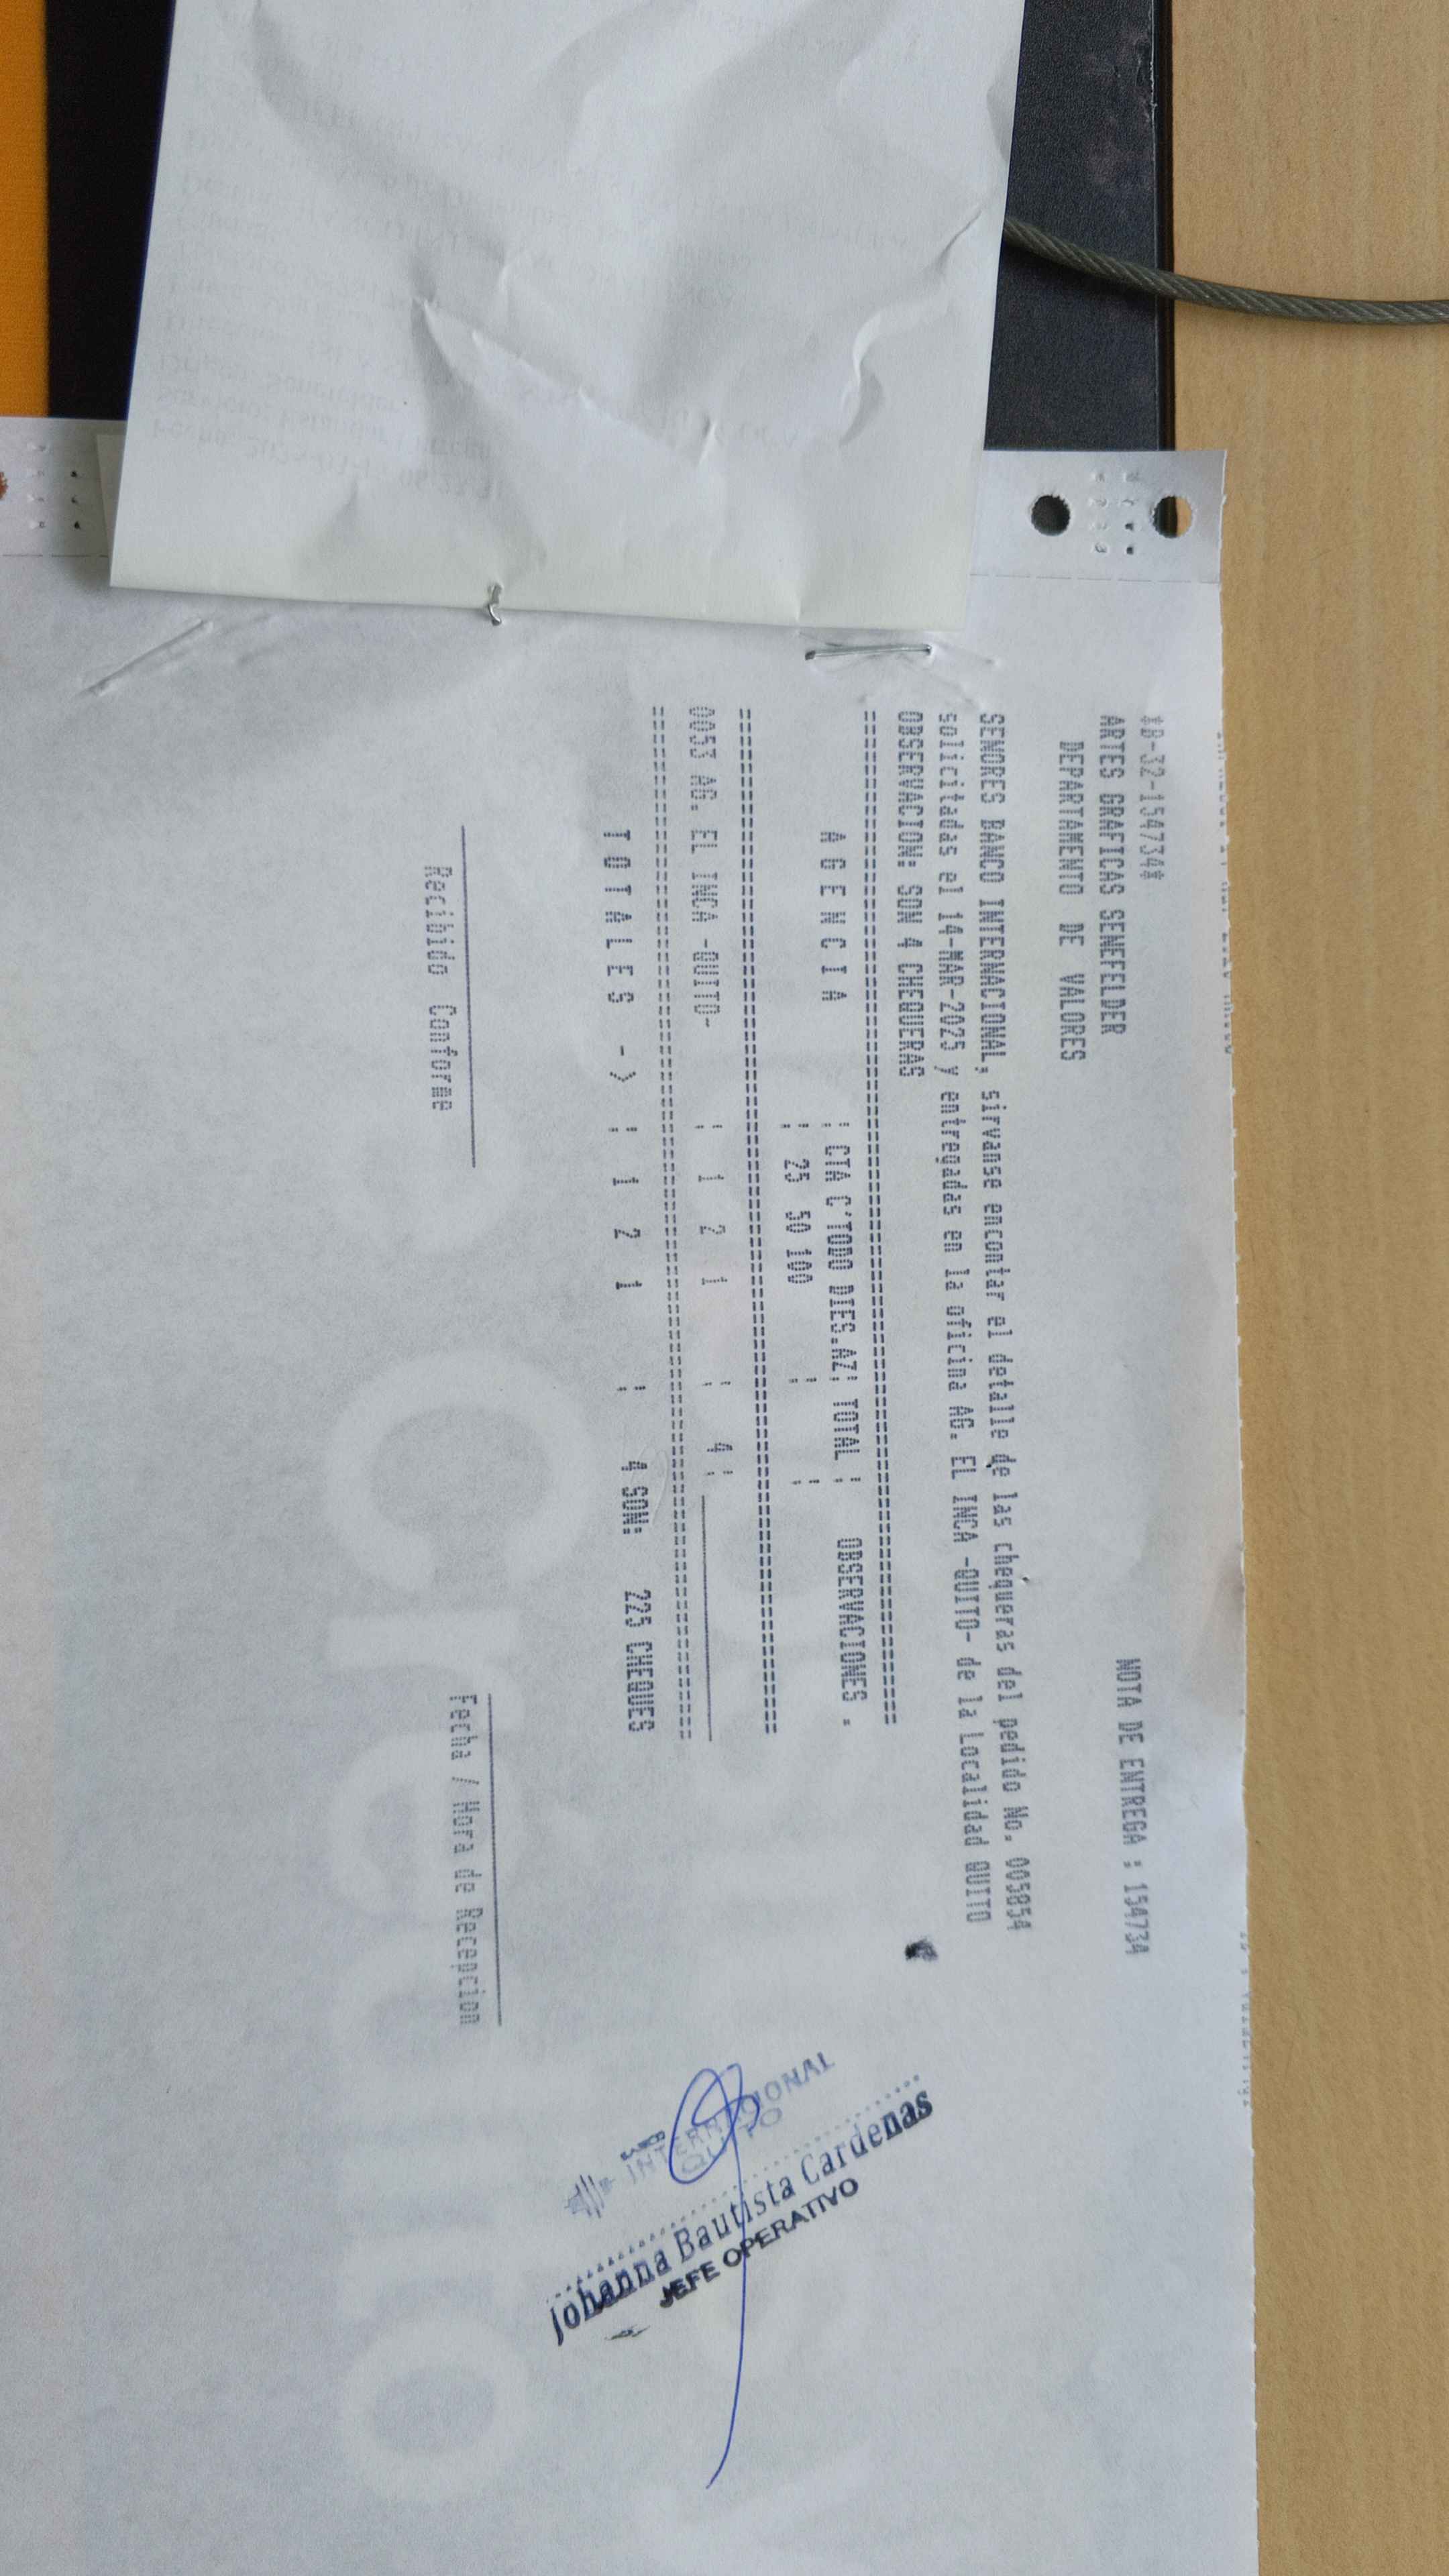 *B-32-154734*
ARTES GRAFICAS SENEFELDER NOTA DE ENTREGA : 154734
DEPARTAMENTO DE VALORES
SENORES BANCO INTERNACIONAL, sirvanse encontar el detalle de las chequeras del pedido No. 005854
solicitadas el 14-MAR-2025 y entregadas en la oficina AG. EL INCA -QUITO- de la Localidad QUITO
OBSERVACION: SON 4 CHEQUERAS
A G E N C I A : CTA C'TODO DIES.AZ: TOTAL : OBSERVACIONES .
: 25 50 100 : :
0053 AG. EL INCA -QUITO- : 1 2 1 : 4 :
T O T A L E S - > : 1 2 1 : 4 SON: 225 CHEQUES
Recibido Conforme Fecha / Hora de Recepcion
INTERNACIONAL
QUITO
Johanna Bautista Cardenas
JEFE OPERATIVO